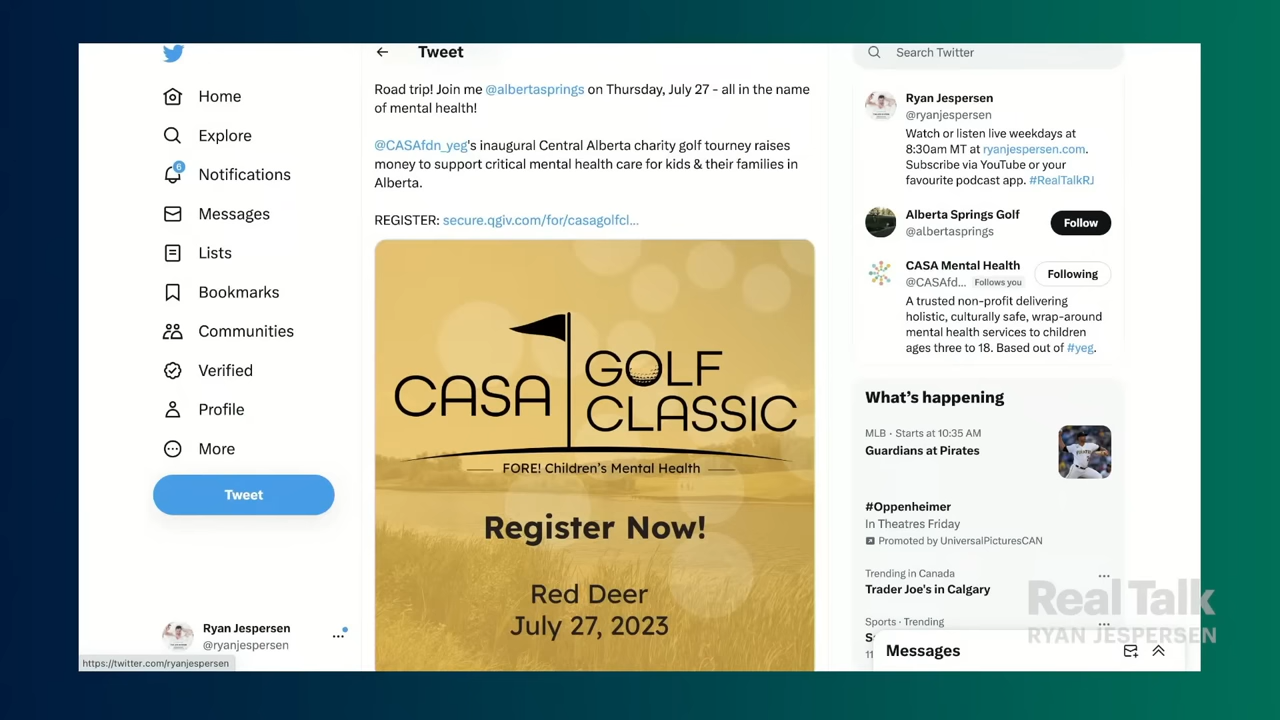 Tweet
Search Twitter
Home
Explore
6
Notifications
Messages
Lists
Bookmarks
Communities
Verified
Profile
More
Tweet
Ryan Jespersen
@ryanjespersen
https://twitter.com/ryanjespersen
Road trip! Join me @albertasprings on Thursday, July 27 - all in the name
of mental health!
@CASAfdn_yeg's inaugural Central Alberta charity golf tourney raises
money to support critical mental health care for kids & their families in
Alberta.
REGISTER: secure.qgiv.com/for/casagolfcl...
CASA GOLF
CLASSIC
FORE! Children's Mental Health
Register Now!
Red Deer
July 27, 2023
Ryan Jespersen
@ryanjespersen
Watch or listen live weekdays at
8:30am MT at ryanjespersen.com.
Subscribe via YouTube or your
favourite podcast app. #RealTalkRJ
Alberta Springs Golf
@albertasprings
Follow
CASA Mental Health
@CASAfd... Follows you
Following
A trusted non-profit delivering
holistic, culturally safe, wrap-around
mental health services to children
ages three to 18. Based out of #yeg.
What's happening
MLB · Starts at 10:35 AM
Guardians at Pirates
#Oppenheimer
In Theatres Friday
Promoted by UniversalPicturesCAN
Trending in Canada
Trader Joe's in Calgary
Sports · Trending
Messages
Real Talk
RYAN JESPERSEN